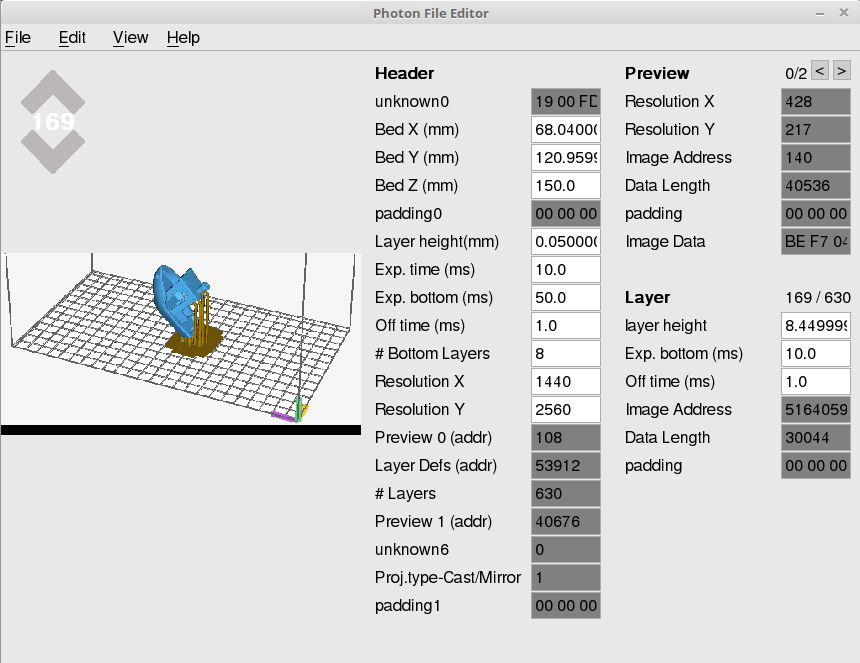 Photon File Editor
File Edit View Help
169
Header
unknown0 19 00 FD
Bed X (mm) 68.0400(
Bed Y (mm) 120.9599
Bed Z (mm) 150.0
padding0 00 00 00
Layer height(mm) 0.05000(
Exp. time (ms) 10.0
Exp. bottom (ms) 50.0
Off time (ms) 1.0
# Bottom Layers 8
Resolution X 1440
Resolution Y 2560
Preview 0 (addr) 108
Layer Defs (addr) 53912
# Layers 630
Preview 1 (addr) 40676
unknown6 0
Proj.type-Cast/Mirror 1
padding1 00 00 00
Preview 0/2 < >
Resolution X 428
Resolution Y 217
Image Address 140
Data Length 40536
padding 00 00 00
Image Data BE F7 04
Layer 169 / 630
layer height 8.449999
Exp. bottom (ms) 10.0
Off time (ms) 1.0
Image Address 5164059
Data Length 30044
padding 00 00 00